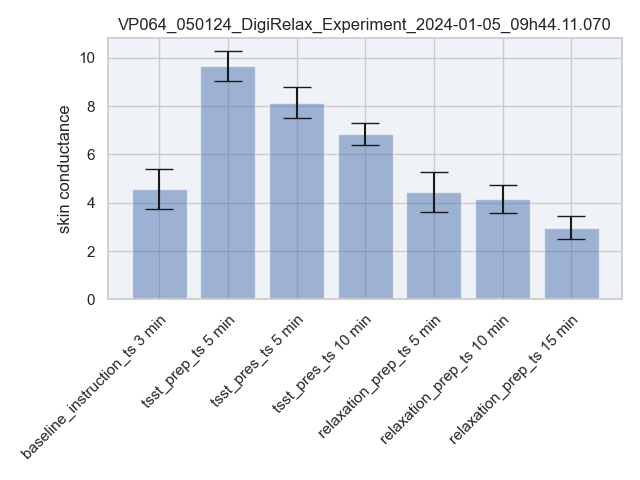 VP064_050124_DigiRelax_Experiment_2024-01-05_09h44.11.070
skin conductance
10
8
6
4
2
0
baseline_instruction_ts 3 min
tsst_prep_ts 5 min
tsst_pres_ts 5 min
tsst_pres_ts 10 min
relaxation_prep_ts 5 min
relaxation_prep_ts 10 min
relaxation_prep_ts 15 min